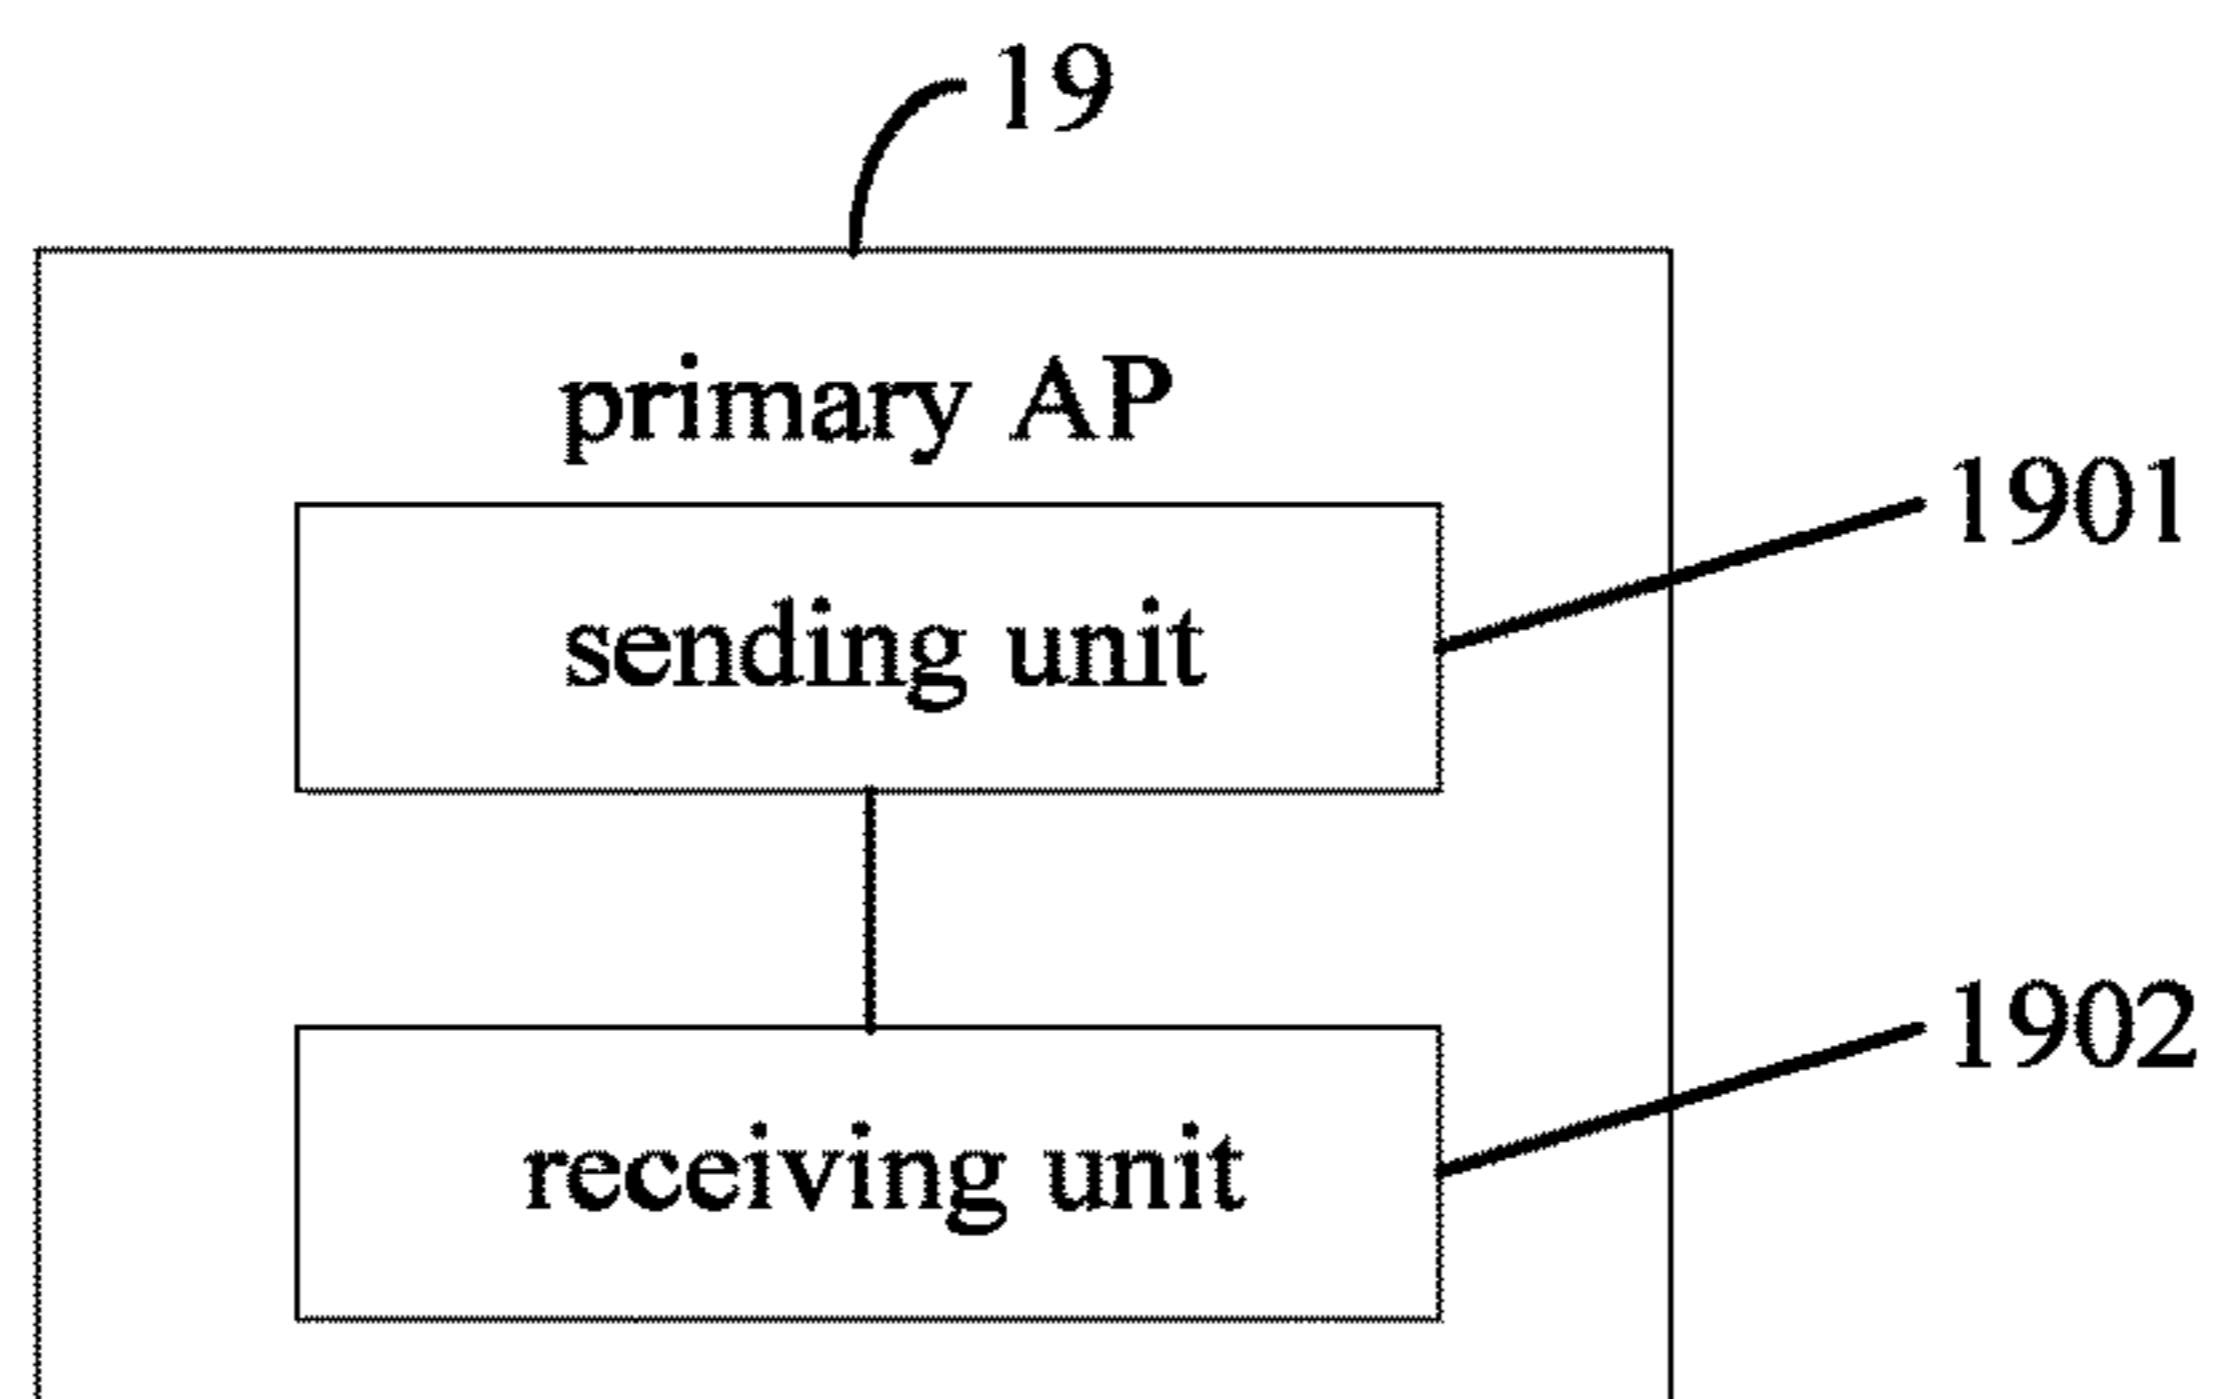 19
primary AP
1901
sending unit
1902
receiving unit